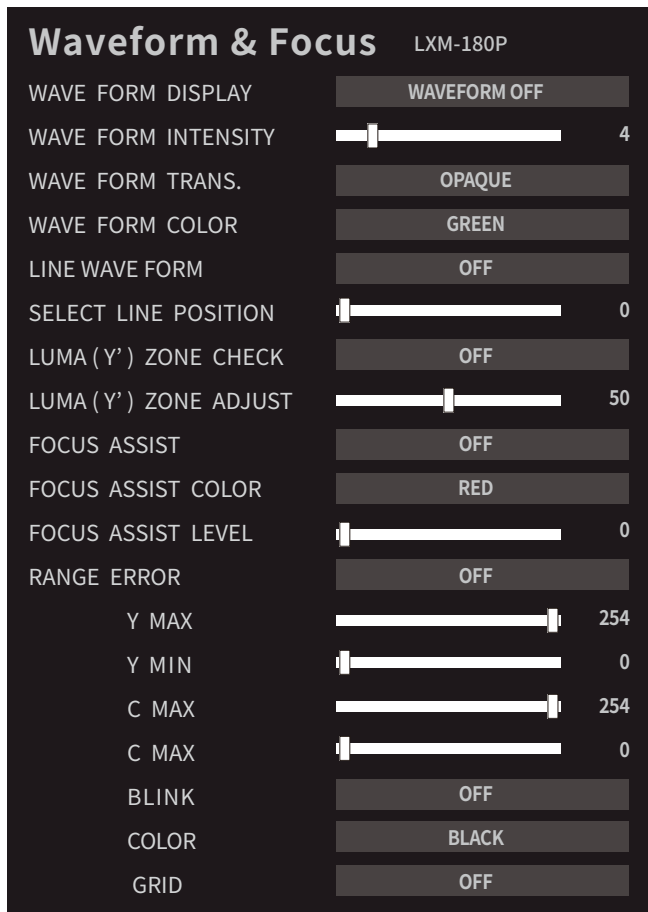 Waveform & Focus LXM-180P
WAVE FORM DISPLAY WAVEFORM OFF
WAVE FORM INTENSITY 4
WAVE FORM TRANS. OPAQUE
WAVE FORM COLOR GREEN
LINE WAVE FORM OFF
SELECT LINE POSITION 0
LUMA ( Y’ ) ZONE CHECK OFF
LUMA ( Y’ ) ZONE ADJUST 50
FOCUS ASSIST OFF
FOCUS ASSIST COLOR RED
FOCUS ASSIST LEVEL 0
RANGE ERROR OFF
Y MAX 254
Y MIN 0
C MAX 254
C MAX 0
BLINK OFF
COLOR BLACK
GRID OFF